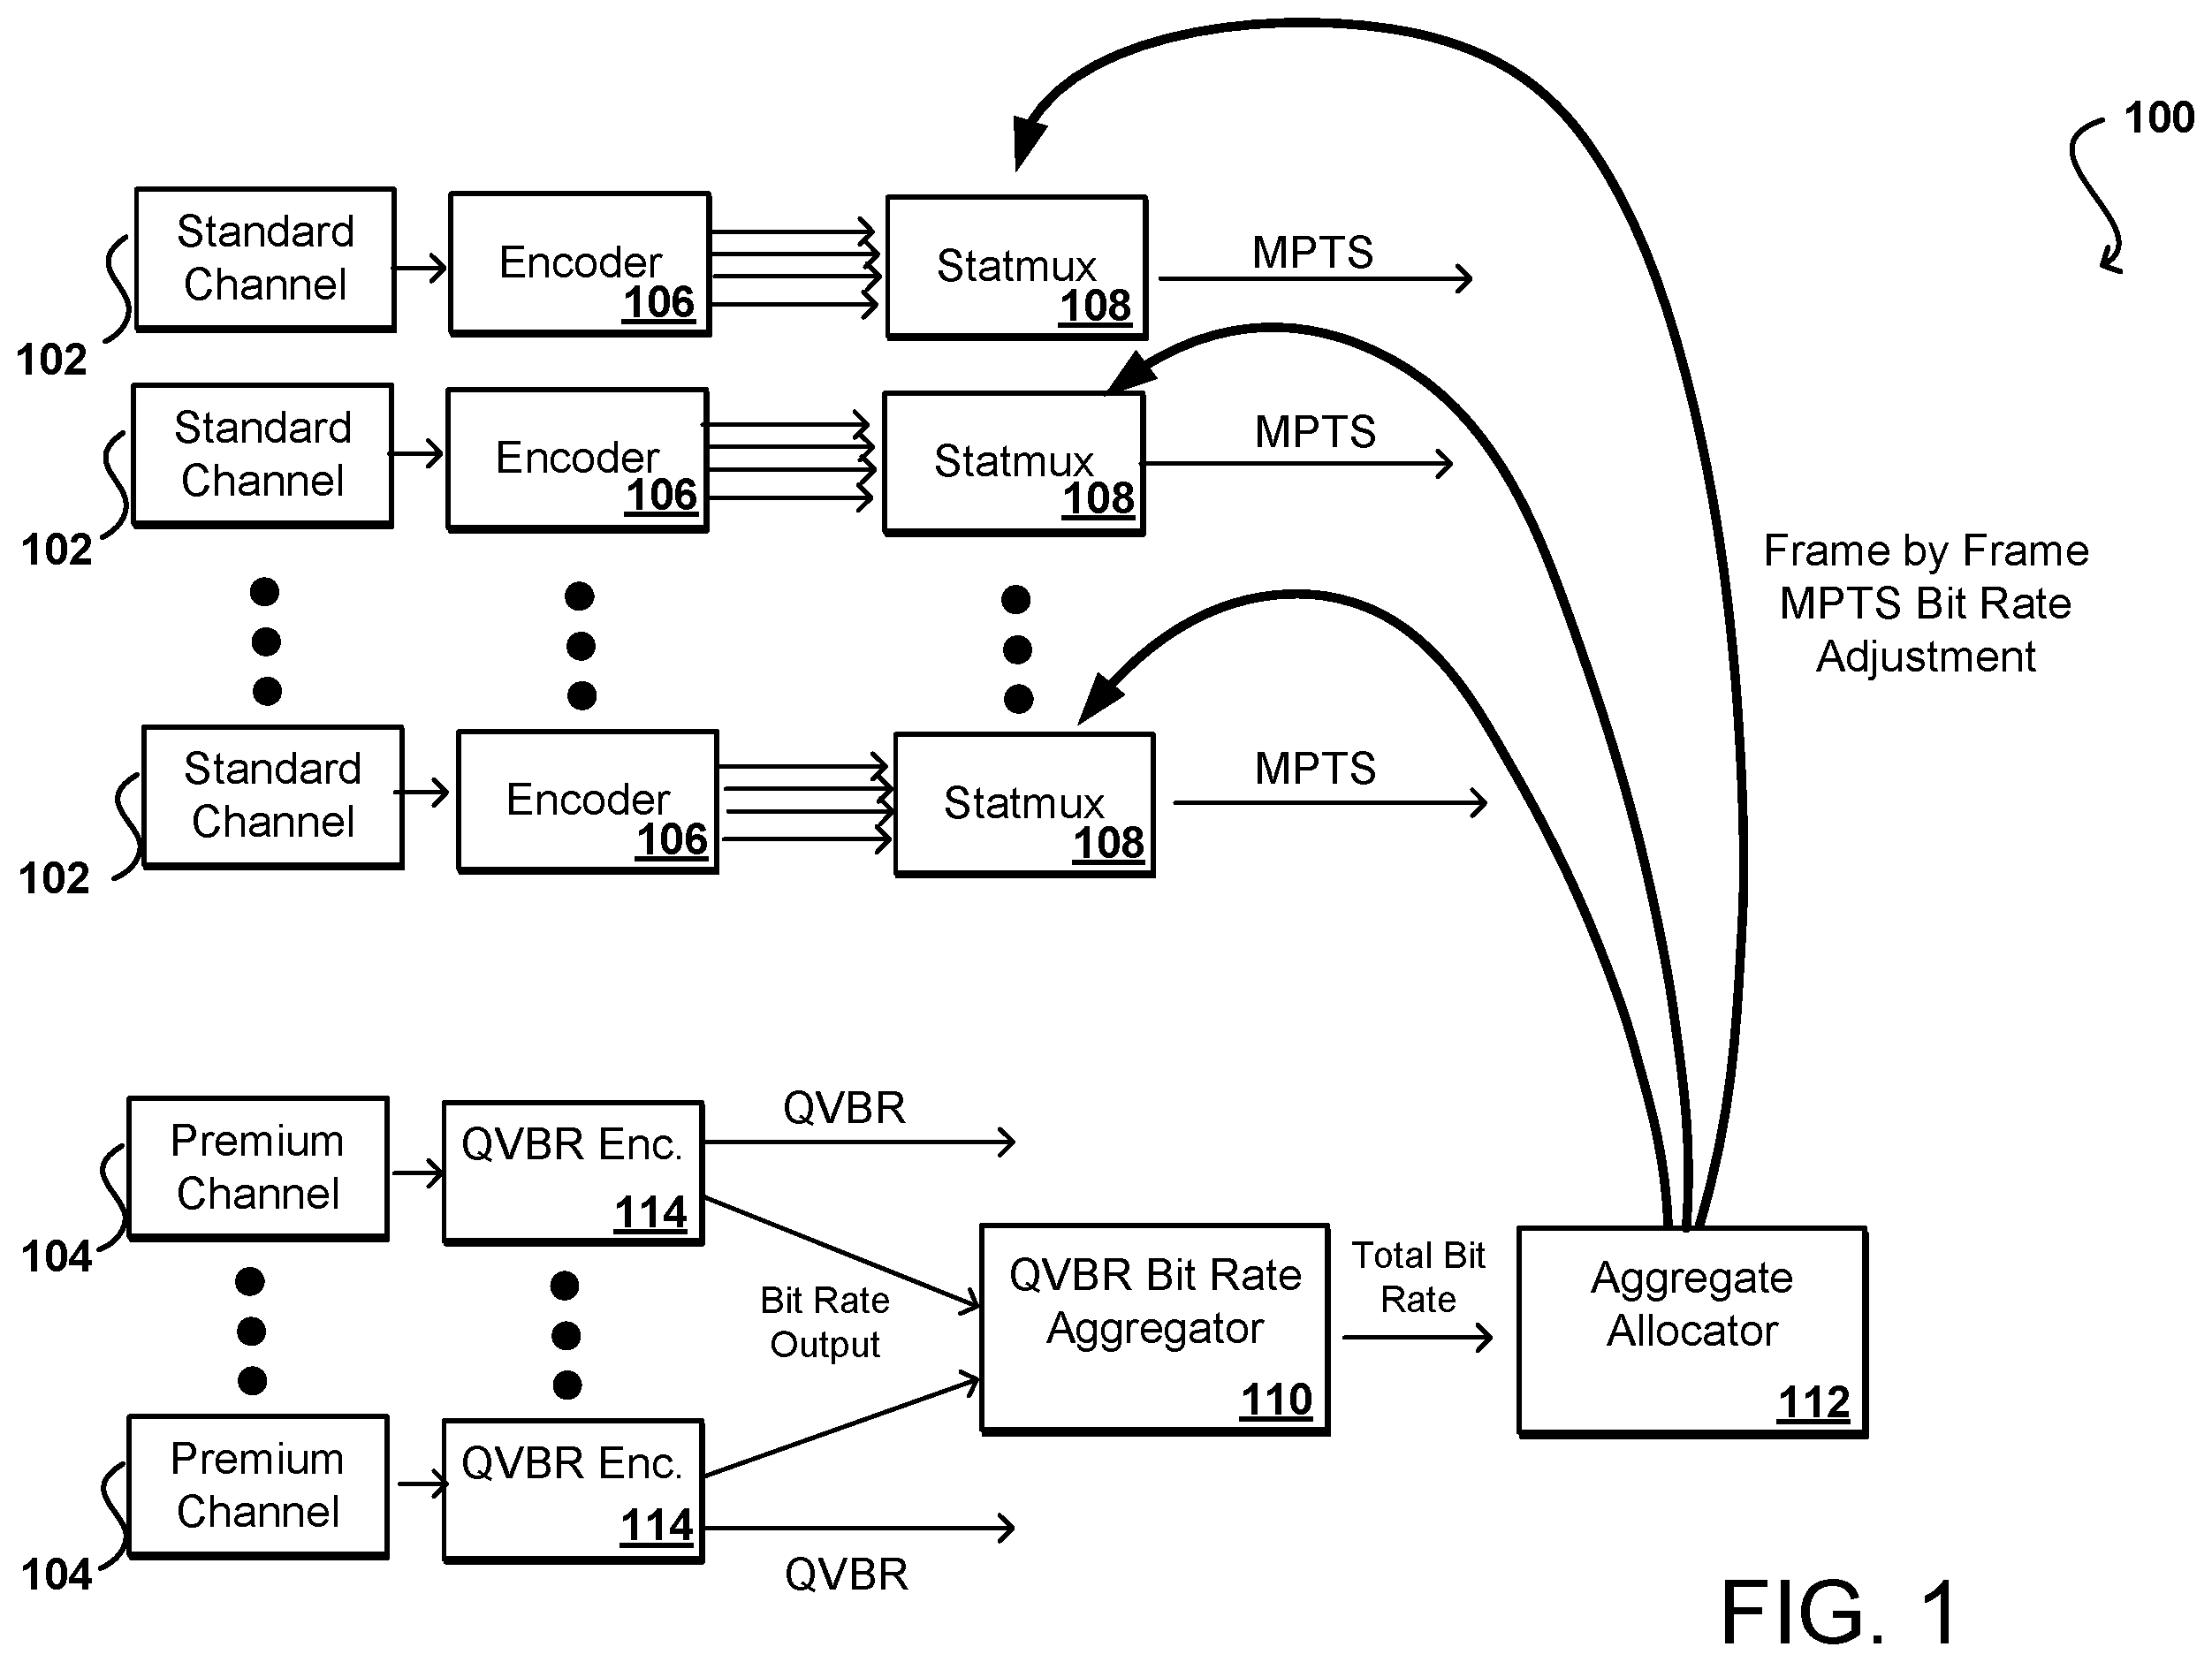 100
Standard
Channel
102
Encoder
106
Statmux
108
MPTS
Standard
Channel
102
Encoder
106
Statmux
108
MPTS
Frame by Frame
MPTS Bit Rate
Adjustment
Standard
Channel
102
Encoder
106
Statmux
108
MPTS
Premium
Channel
104
QVBR Enc.
114
QVBR
Bit Rate
Output
QVBR Bit Rate
Aggregator
110
Total Bit
Rate
Aggregate
Allocator
112
Premium
Channel
104
QVBR Enc.
114
QVBR
FIG. 1